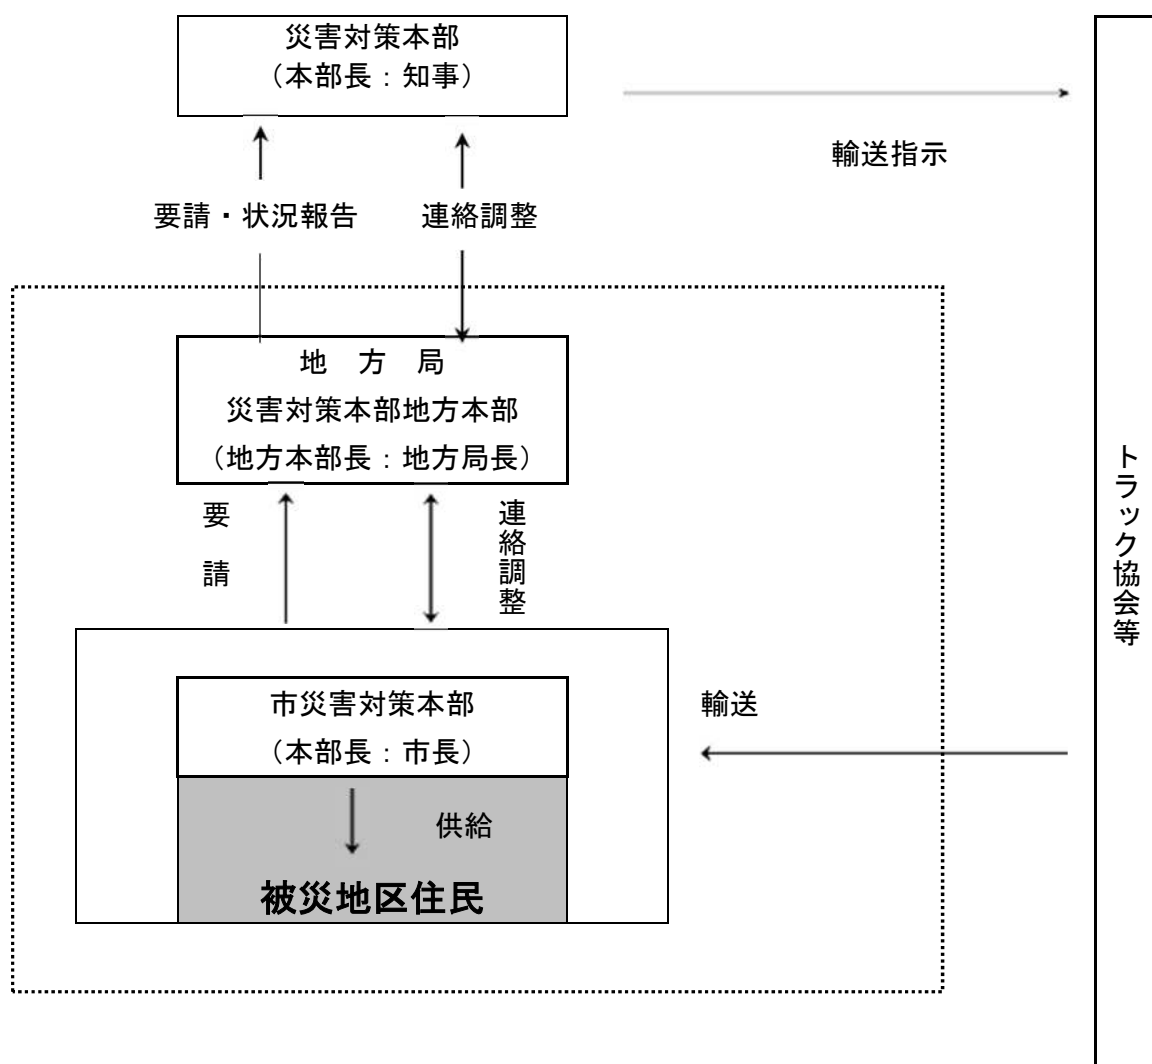 災害対策本部
（本部長：知事）
輸送指示
要請・状況報告
連絡調整
地　方　局
災害対策本部地方本部
（地方本部長：地方局長）
要請
連絡調整
市災害対策本部
（本部長：市長）
輸送
供給
被災地区住民
トラック協会等